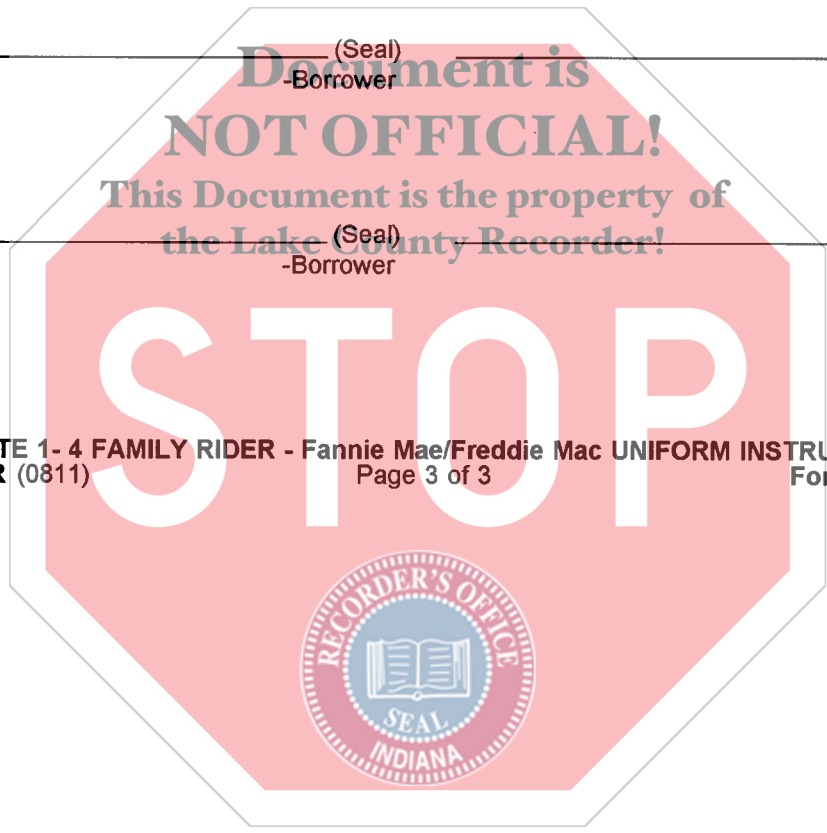 (Seal)
Document is
-Borrower
NOT OFFICIAL!
This Document is the property of
(Seal)
the Lake County Recorder!
-Borrower
STOP
TE 1- 4 FAMILY RIDER - Fannie Mae/Freddie Mac UNIFORM INSTRU
R (0811) Page 3 of 3 For
RECORDER'S OFFICE
SEAL
INDIANA